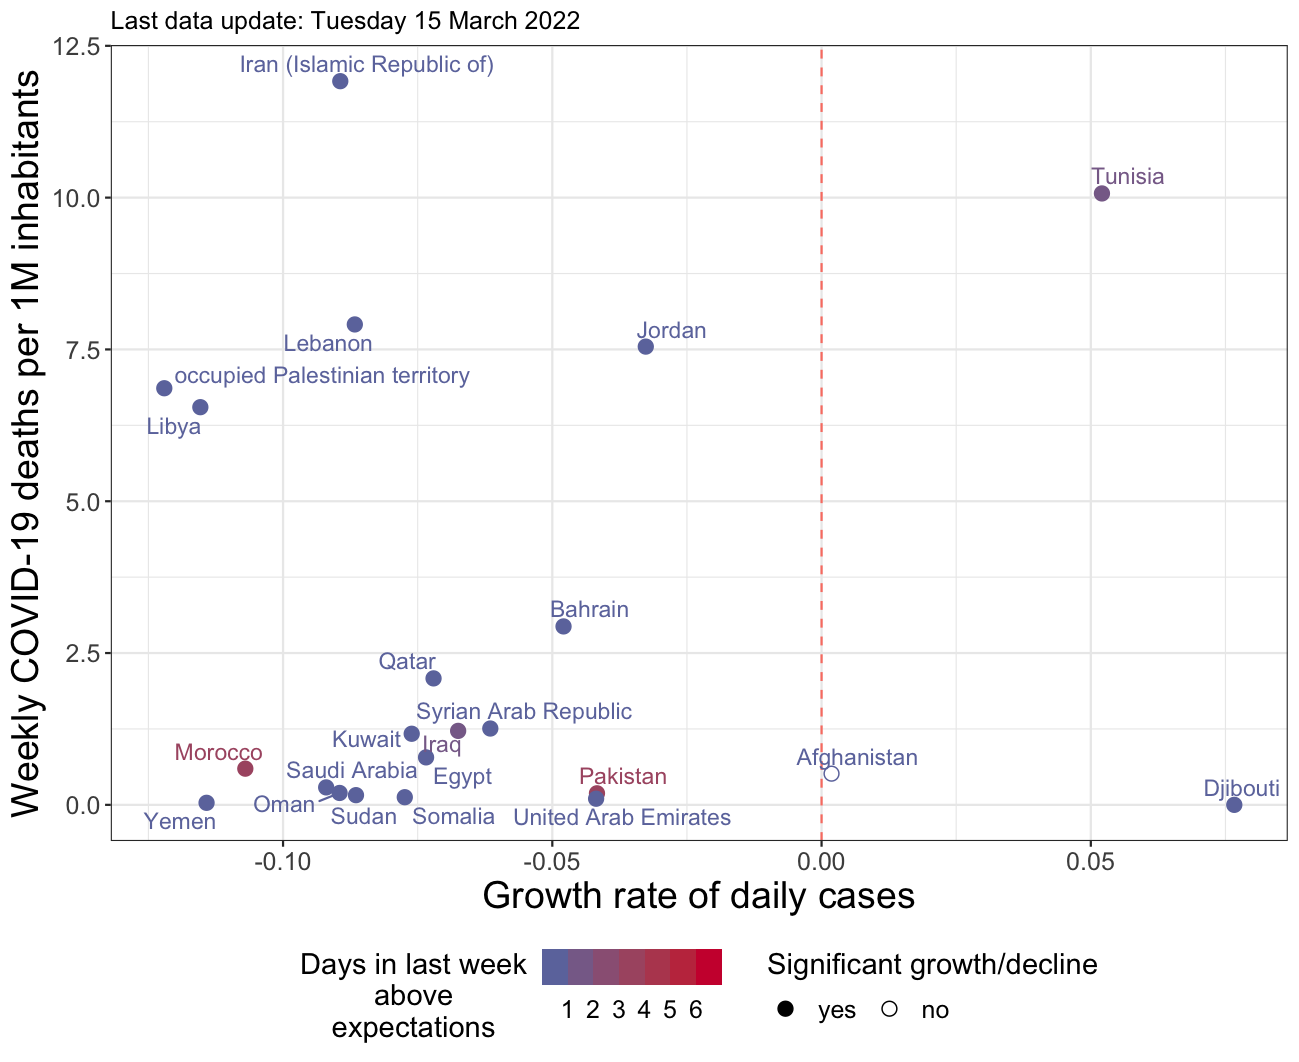 Last data update: Tuesday 15 March 2022
Weekly COVID-19 deaths per 1M inhabitants
12.5
10.0
7.5
5.0
2.5
0.0
Iran (Islamic Republic of)
Tunisia
Lebanon
Jordan
occupied Palestinian territory
Libya
Bahrain
Qatar
Syrian Arab Republic
Kuwait
Iraq
Morocco
Afghanistan
Saudi Arabia
Egypt
Pakistan
Djibouti
Oman
Yemen
Sudan
Somalia
United Arab Emirates
-0.10
-0.05
0.00
0.05
Growth rate of daily cases
Days in last week
above
expectations
1 2 3 4 5 6
Significant growth/decline
yes
no